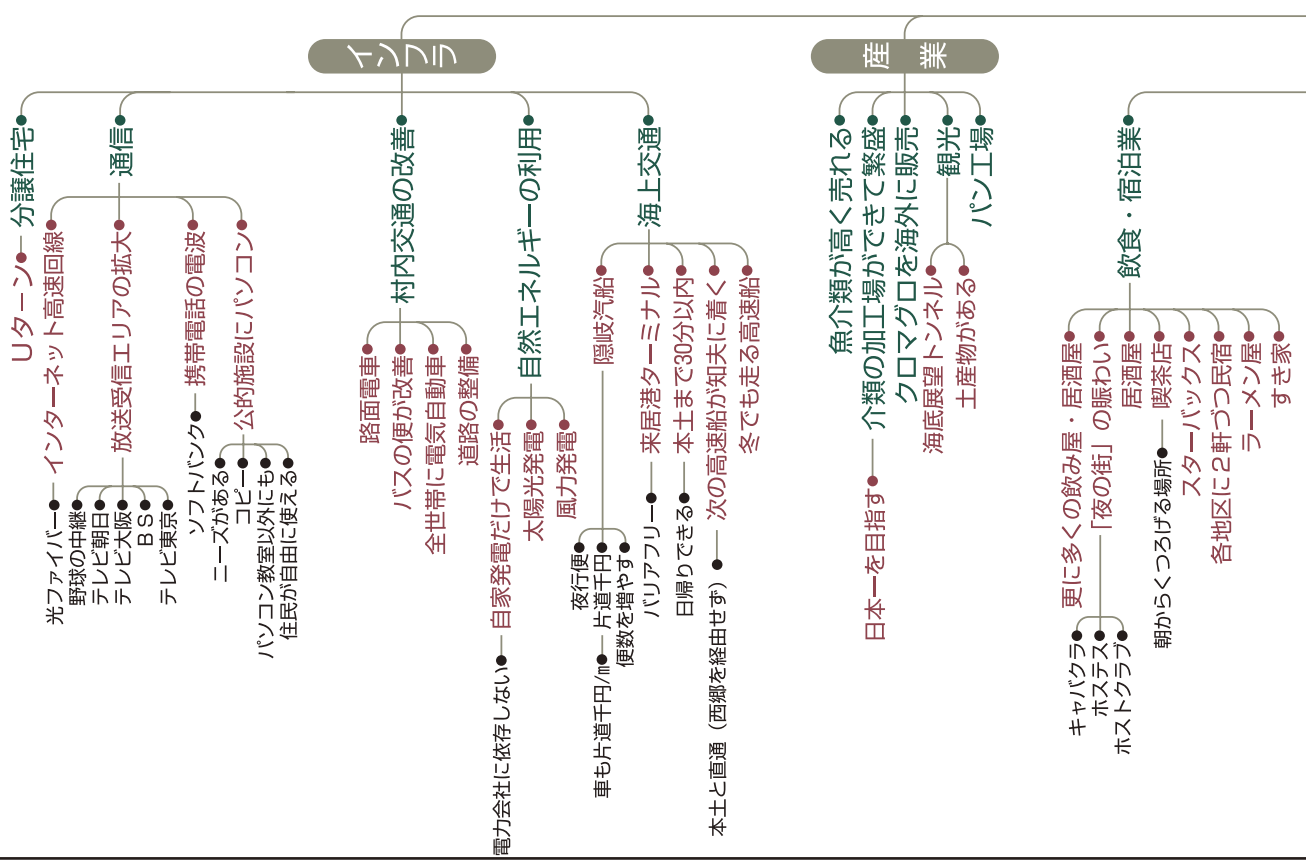 インフラ
分譲住宅
Uターン
通信
インターネット高速回線
光ファイバー
放送受信エリアの拡大
野球の中継
テレビ朝日
テレビ大阪
BS
テレビ東京
携帯電話の電波
ソフトバンク
公的施設にパソコン
ニーズがある
コピー
パソコン教室以外にも
住民が自由に使える
村内交通の改善
路面電車
バスの便が改善
全世帯に電気自動車
道路の整備
自然エネルギーの利用
自家発電だけで生活
電力会社に依存しない
太陽光発電
風力発電
海上交通
隠岐汽船
夜行便
片道千円
車も片道千円/㎡
便数を増やす
来居港ターミナル
バリアフリー
本土まで30分以内
日帰りできる
次の高速船が知夫に着く
本土と直通（西郷を経由せず）
冬でも走る高速船
産業
魚介類が高く売れる
介類の加工場ができて繁盛
日本一を目指す
クロマグロを海外に販売
観光
海底展望トンネル
土産物がある
パン工場
飲食・宿泊業
更に多くの飲み屋・居酒屋
「夜の街」の賑わい
キャバクラ
ホステス
ホストクラブ
居酒屋
喫茶店
朝からくつろげる場所
スターバックス
各地区に2軒づつ民宿
ラーメン屋
すき家